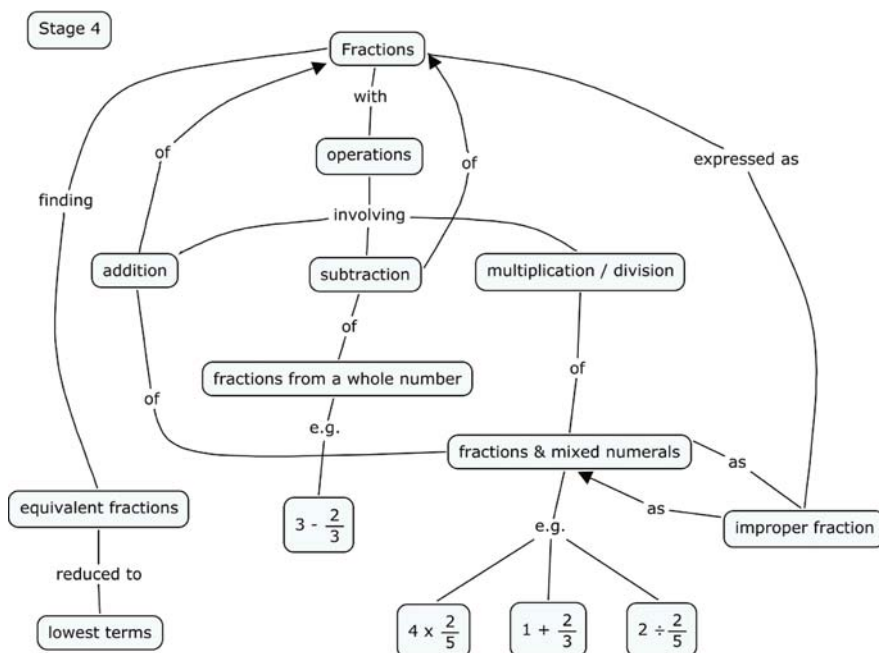 Stage 4
Fractions
with
of
operations
of
expressed as
finding
involving
addition
subtraction
multiplication / division
of
of
fractions from a whole number
of
e.g.
fractions & mixed numerals
as
equivalent fractions
3 - 2/3
as
improper fraction
e.g.
reduced to
lowest terms
4 x 2/5
1 + 2/3
2 ÷ 2/5